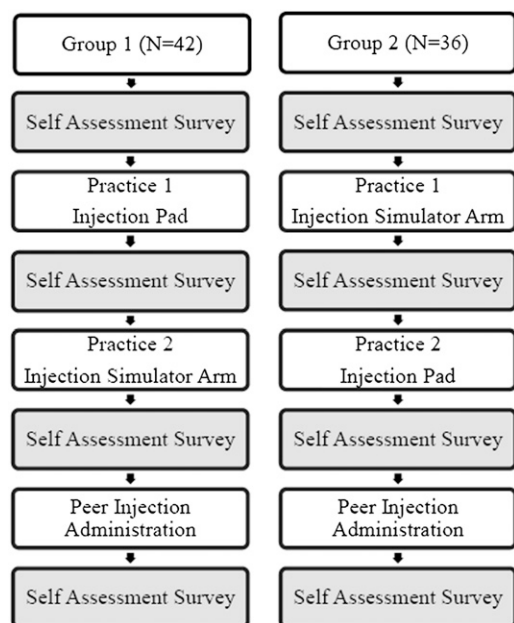 Group 1 (N=42)
Self Assessment Survey
Practice 1
Injection Pad
Self Assessment Survey
Practice 2
Injection Simulator Arm
Self Assessment Survey
Peer Injection
Administration
Self Assessment Survey
Group 2 (N=36)
Self Assessment Survey
Practice 1
Injection Simulator Arm
Self Assessment Survey
Practice 2
Injection Pad
Self Assessment Survey
Peer Injection
Administration
Self Assessment Survey